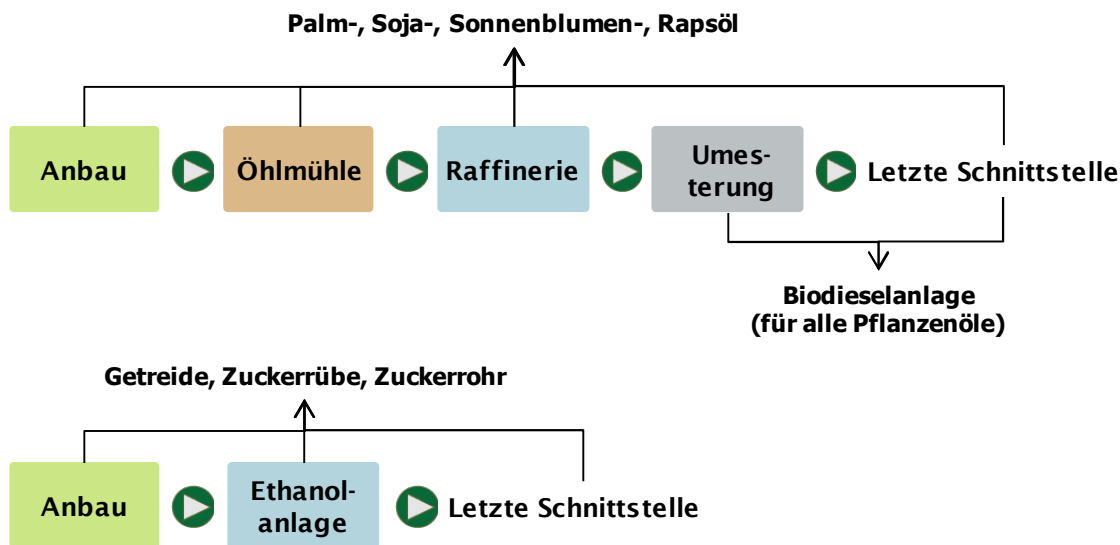 Palm-, Soja-, Sonnenblumen-, Rapsöl
Anbau
Öhlmühle
Raffinerie
Umes-
terung
Letzte Schnittstelle
Biodieselanlage
(für alle Pflanzenöle)
Getreide, Zuckerrübe, Zuckerrohr
Anbau
Ethanol-
anlage
Letzte Schnittstelle